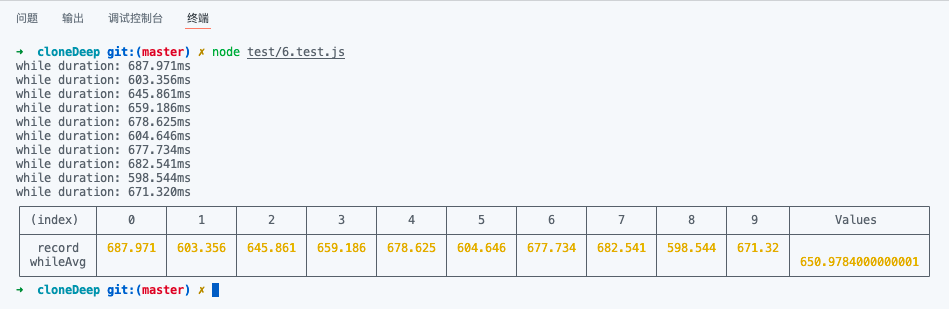 问题 输出 调试控制台 终端
➜ cloneDeep git:(master) ✗ node test/6.test.js
while duration: 687.971ms
while duration: 603.356ms
while duration: 645.861ms
while duration: 659.186ms
while duration: 678.625ms
while duration: 604.646ms
while duration: 677.734ms
while duration: 682.541ms
while duration: 598.544ms
while duration: 671.320ms
(index) 0 1 2 3 4 5 6 7 8 9 Values
record 687.971 603.356 645.861 659.186 678.625 604.646 677.734 682.541 598.544 671.32
whileAvg 650.9784000000001
➜ cloneDeep git:(master) ✗